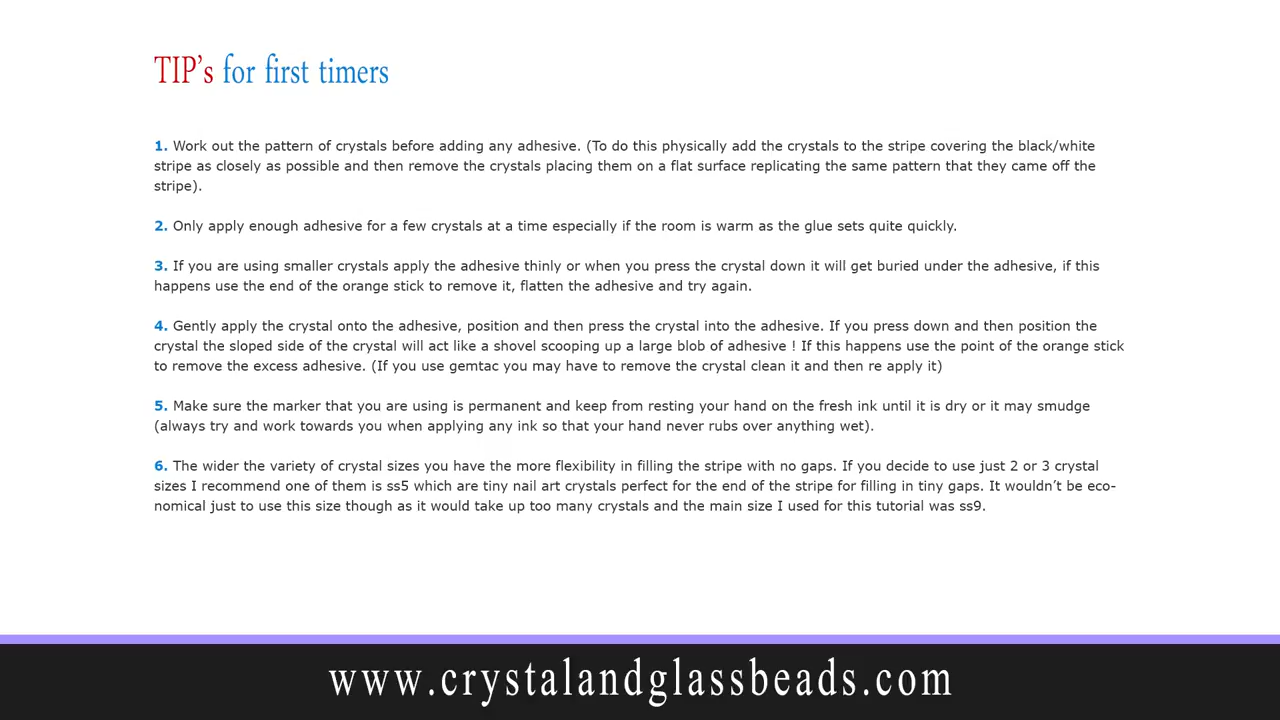 TIP's for first timers
1. Work out the pattern of crystals before adding any adhesive. (To do this physically add the crystals to the stripe covering the black/white
stripe as closely as possible and then remove the crystals placing them on a flat surface replicating the same pattern that they came off the
stripe).
2. Only apply enough adhesive for a few crystals at a time especially if the room is warm as the glue sets quite quickly.
3. If you are using smaller crystals apply the adhesive thinly or when you press the crystal down it will get buried under the adhesive, if this
happens use the end of the orange stick to remove it, flatten the adhesive and try again.
4. Gently apply the crystal onto the adhesive, position and then press the crystal into the adhesive. If you press down and then position the
crystal the sloped side of the crystal will act like a shovel scooping up a large blob of adhesive ! If this happens use the point of the orange stick
to remove the excess adhesive. (If you use gemtac you may have to remove the crystal clean it and then re apply it)
5. Make sure the marker that you are using is permanent and keep from resting your hand on the fresh ink until it is dry or it may smudge
(always try and work towards you when applying any ink so that your hand never rubs over anything wet).
6. The wider the variety of crystal sizes you have the more flexibility in filling the stripe with no gaps. If you decide to use just 2 or 3 crystal
sizes I recommend one of them is ss5 which are tiny nail art crystals perfect for the end of the stripe for filling in tiny gaps. It wouldn't be eco-
nomical just to use this size though as it would take up too many crystals and the main size I used for this tutorial was ss9.
www.crystalandglassbeads.com